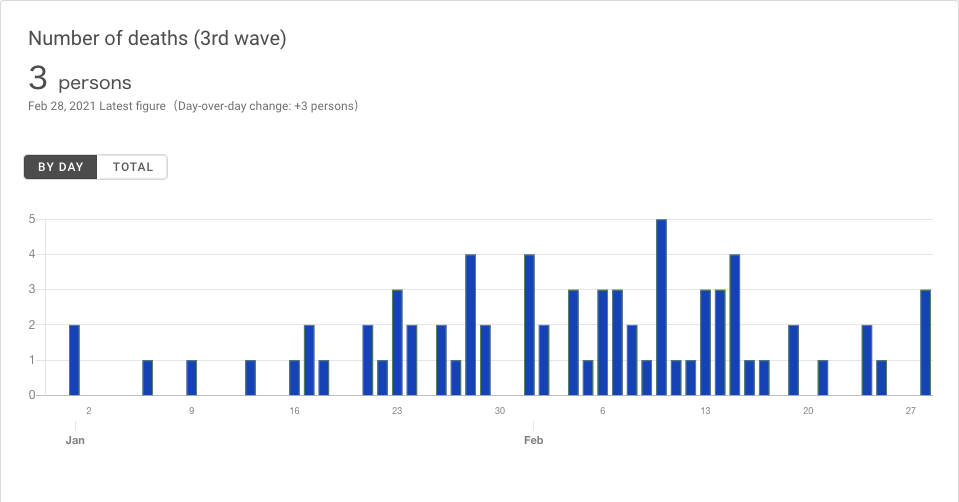 Number of deaths (3rd wave)
3 persons
Feb 28, 2021 Latest figure（Day-over-day change: +3 persons）
BY DAY TOTAL
5
4
3
2
1
0
2 9 16 23 30 6 13 20 27
Jan Feb